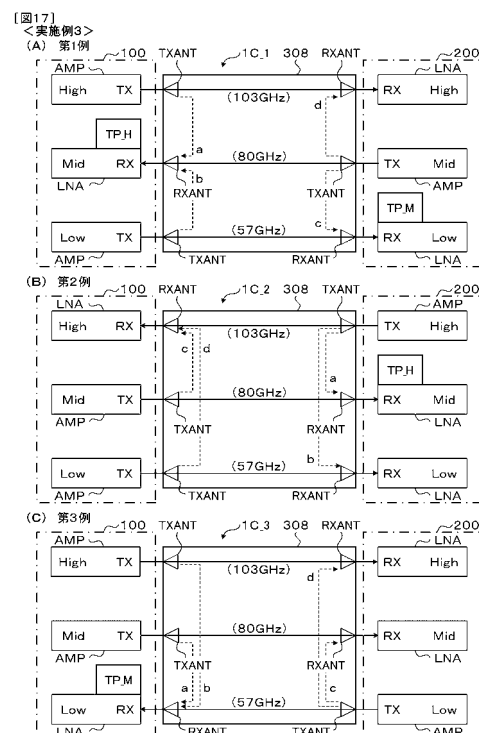 [図17]
<実施例3>
(A) 第1例
100 TXANT 1C_1 308 RXANT 200
AMP LNA
High TX (103GHz) RX High
a d
TP_H
Mid RX (80GHz) TX Mid
LNA b AMP
RXANT TXANT
TP_M
c
Low TX (57GHz) RX Low
AMP TXANT RXANT LNA
(B) 第2例
100 RXANT 1C_2 308 TXANT 200
LNA AMP
High RX (103GHz) TX High
c d
TP_H
a
Mid TX (80GHz) RX Mid
AMP TXANT RXANT LNA
b
Low TX (57GHz) RX Low
AMP TXANT RXANT LNA
(C) 第3例
100 TXANT 1C_3 308 RXANT 200
AMP LNA
High TX (103GHz) RX High
d
Mid TX (80GHz) RX Mid
AMP TXANT RXANT LNA
TP_M
a b c
Low RX (57GHz) TX Low
LNA RXANT TXANT AMP